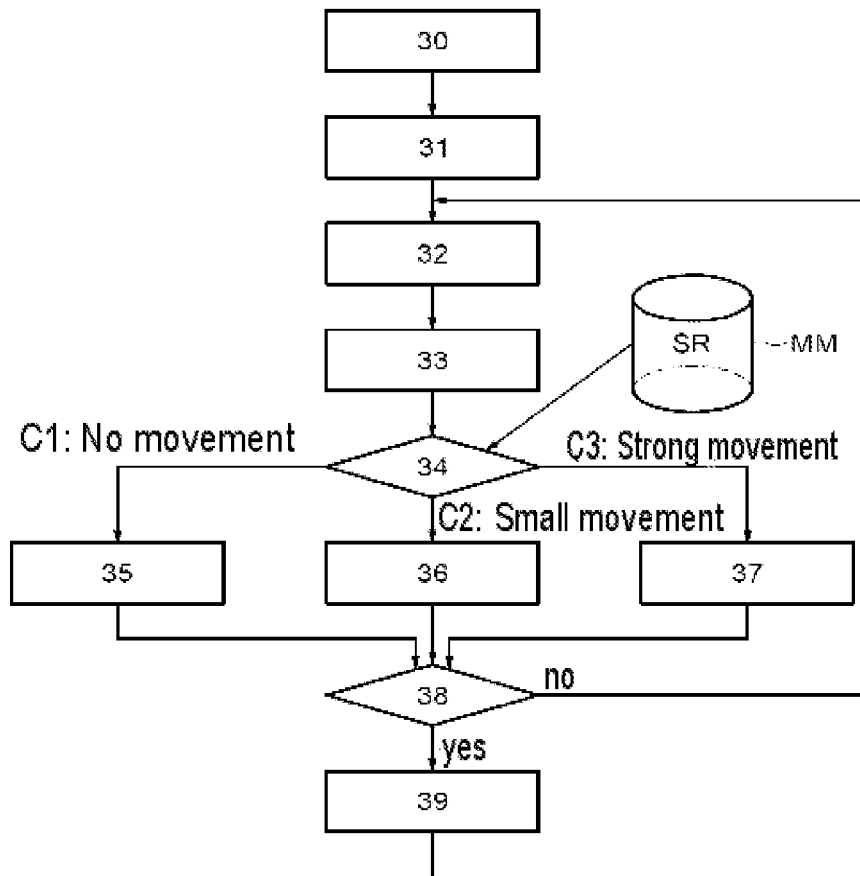 30
31
32
33
SR
MM
C1: No movement
34
C3: Strong movement
C2: Small movement
35
36
37
38
no
yes
39